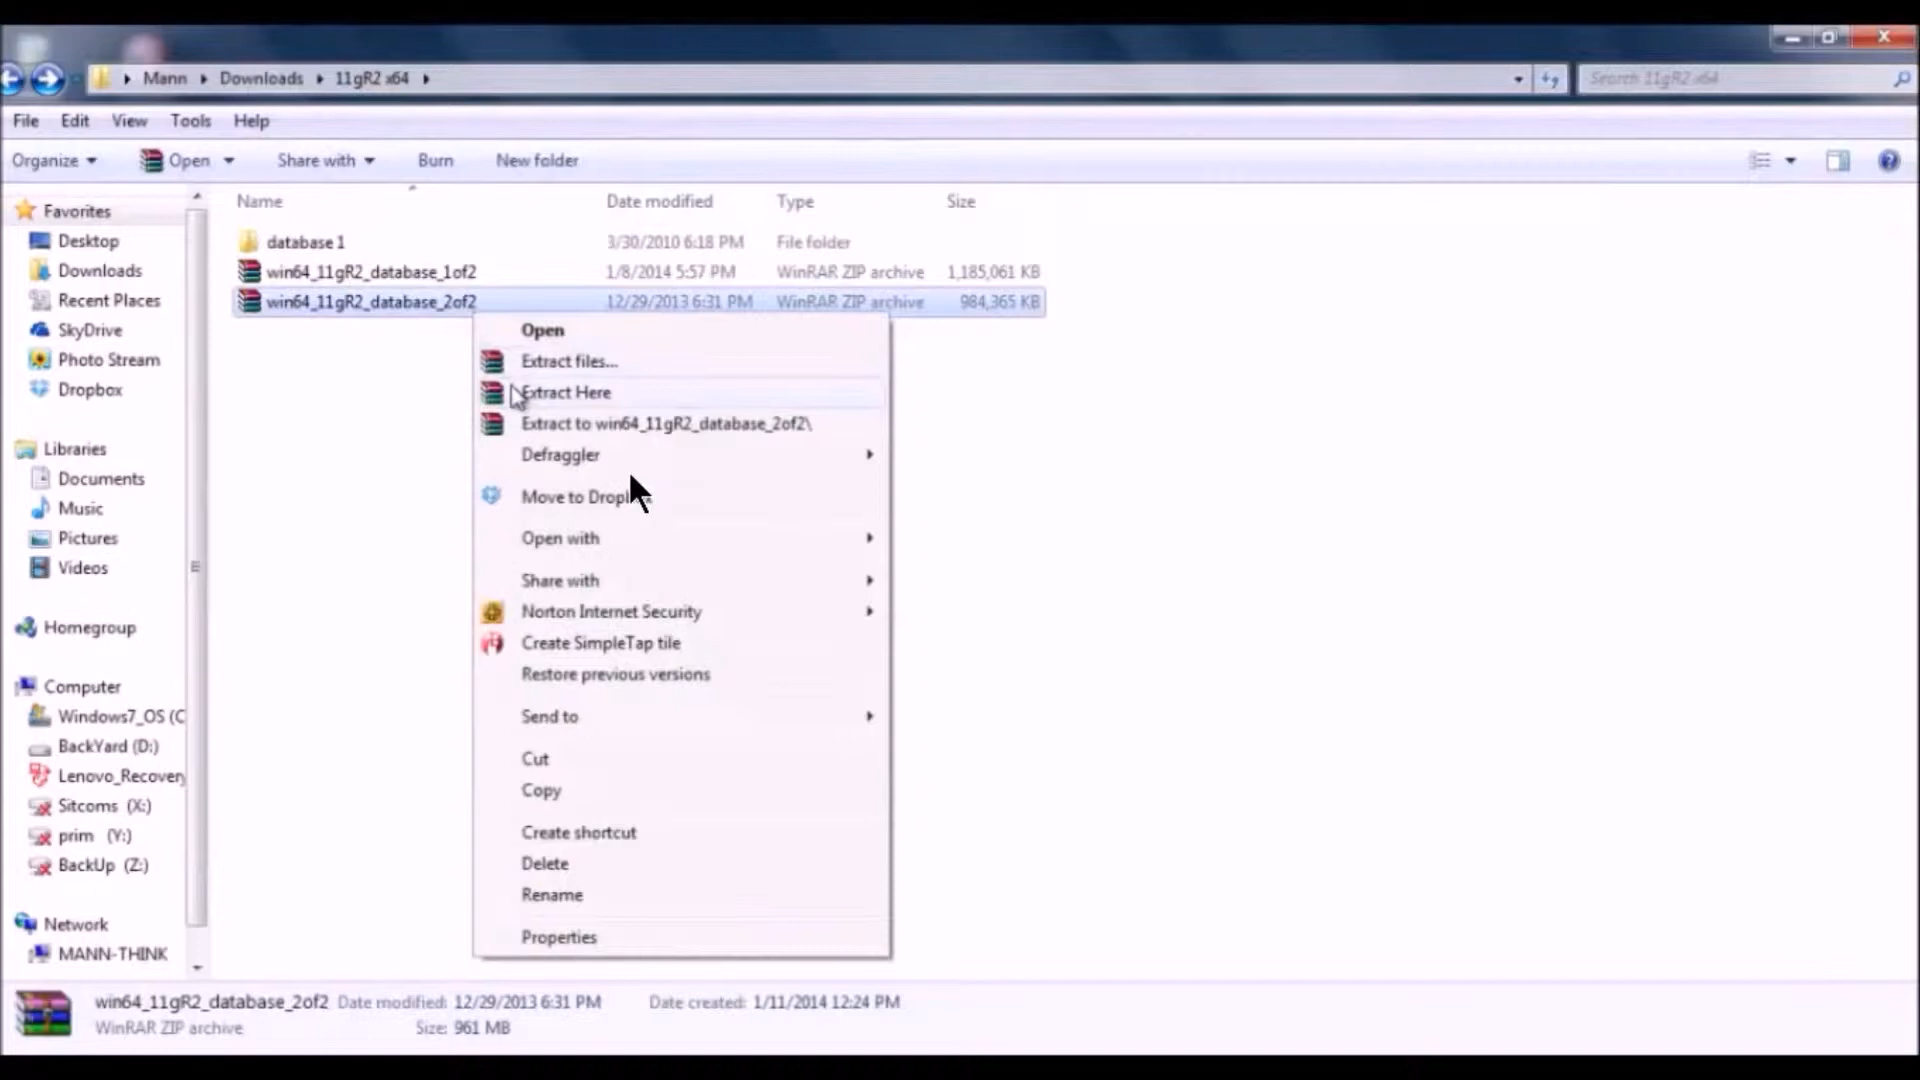 Mann Downloads 11gR2 x64 Search 11gR2 x64
File Edit View Tools Help
Organize Open Share with Burn New folder
Name Date modified Type Size
Favorites
Desktop
Downloads
Recent Places
SkyDrive
Photo Stream
Dropbox
Libraries
Documents
Music
Pictures
Videos
Homegroup
Computer
Windows7_OS (C
BackYard (D:)
Lenovo_Recovery
Sitcoms (X:)
prim (Y:)
BackUp (Z:)
Network
MANN-THINK
database 1 3/30/2010 6:18 PM File folder
win64_11gR2_database_1of2 1/8/2014 5:57 PM WinRAR ZIP archive 1,185,061 KB
win64_11gR2_database_2of2 12/29/2013 6:31 PM WinRAR ZIP archive 984,365 KB
Open
Extract files...
Extract Here
Extract to win64_11gR2_database_2of2\
Defraggler
Move to
Open with
Share with
Norton Internet Security
Create SimpleTap tile
Restore previous versions
Send to
Cut
Copy
Create shortcut
Delete
Rename
Properties
win64_11gR2_database_2of2 Date modified: 12/29/2013 6:31 PM Date created: 1/11/2014 12:24 PM
WinRAR ZIP archive Size: 961 MB